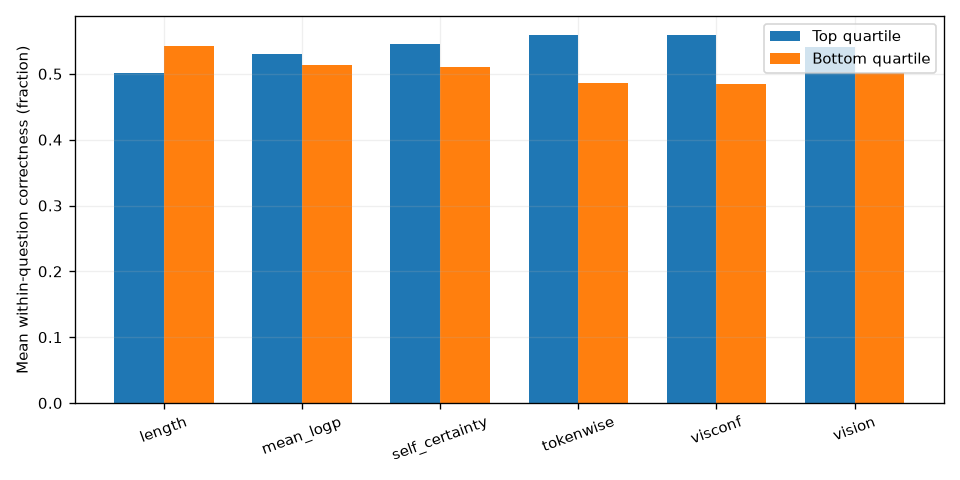 Mean within-question correctness (fraction)
0.5
0.4
0.3
0.2
0.1
0.0
Top quartile
Bottom quartile
length
mean_logp
self_certainty
tokenwise
visconf
vision